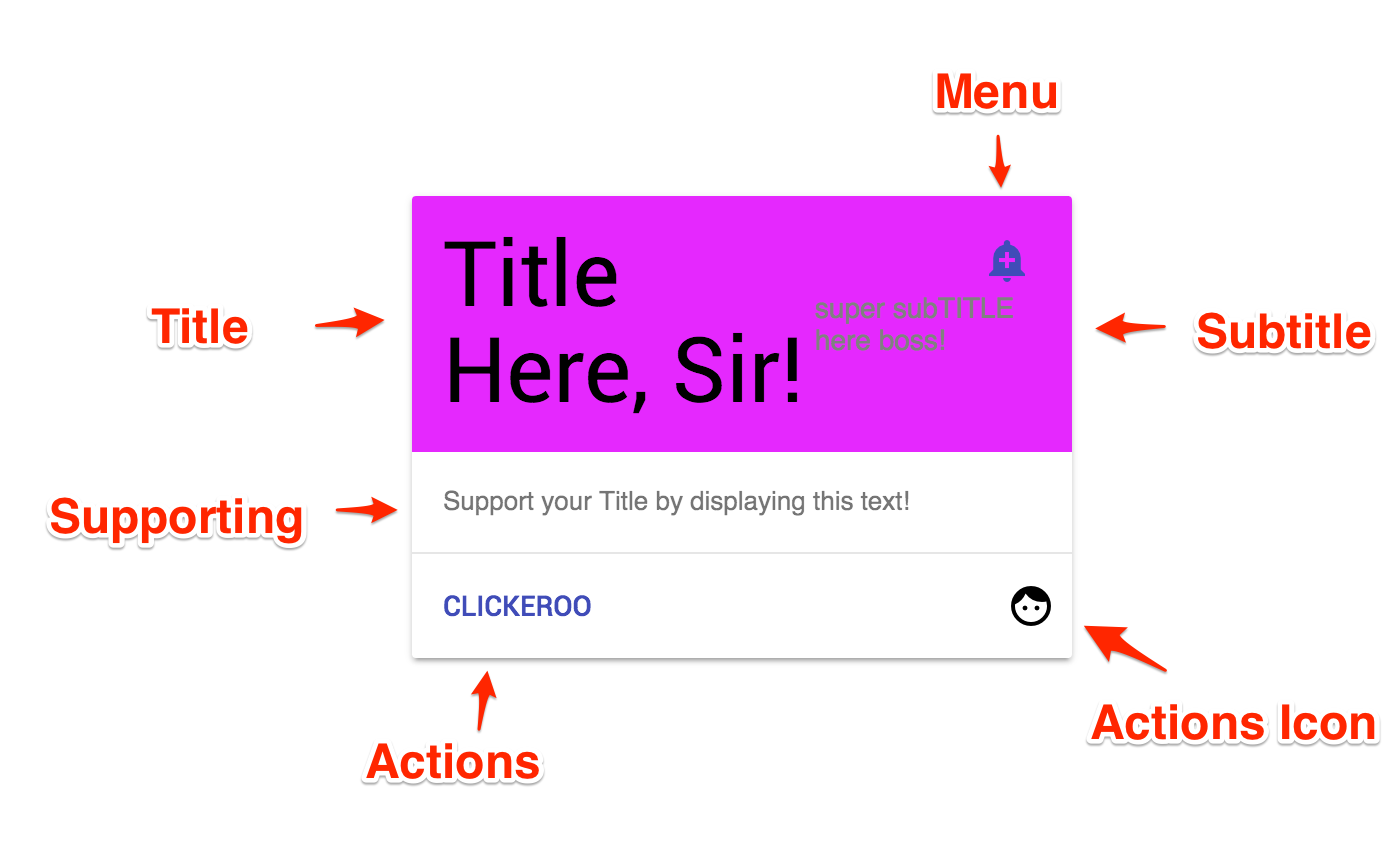 Menu
Title
Here, Sir!
super subTITLE
here boss!
Title
Subtitle
Support your Title by displaying this text!
Supporting
CLICKEROO
Actions Icon
Actions